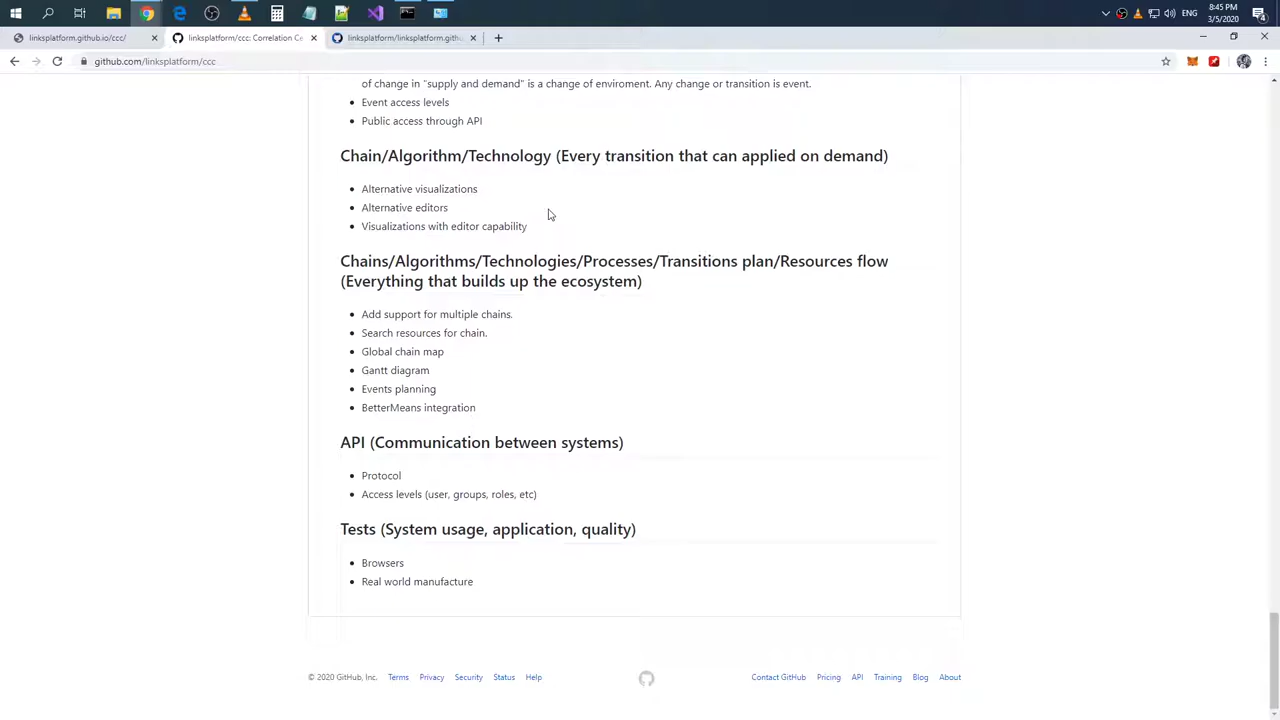 8:45 PM
ENG
3/5/2020
linksplatform.github.io/ccc/
linksplatform/ccc: Correlation Ce
linksplatform/linksplatform.githu
github.com/linksplatform/ccc
of change in "supply and demand" is a change of enviroment. Any change or transition is event.
Event access levels
Public access through API
Chain/Algorithm/Technology (Every transition that can applied on demand)
Alternative visualizations
Alternative editors
Visualizations with editor capability
Chains/Algorithms/Technologies/Processes/Transitions plan/Resources flow
(Everything that builds up the ecosystem)
Add support for multiple chains.
Search resources for chain.
Global chain map
Gantt diagram
Events planning
BetterMeans integration
API (Communication between systems)
Protocol
Access levels (user, groups, roles, etc)
Tests (System usage, application, quality)
Browsers
Real world manufacture
© 2020 GitHub, Inc. Terms Privacy Security Status Help Contact GitHub Pricing API Training Blog About